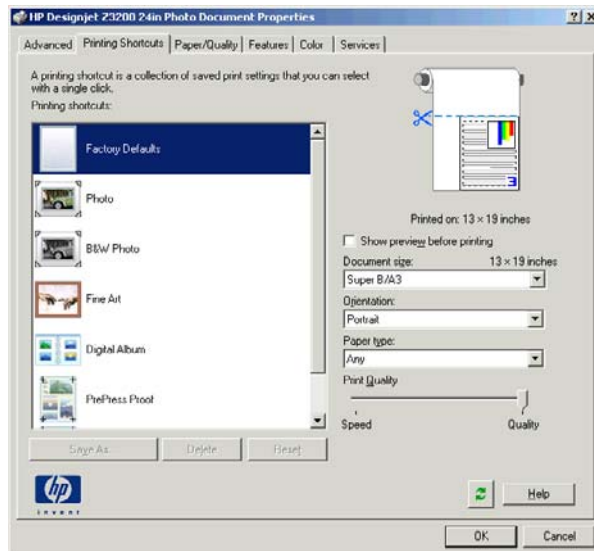 HP Designjet Z3200 24in Photo Document Properties
Advanced Printing Shortcuts Paper/Quality Features Color Services
A printing shortcut is a collection of saved print settings that you can select
with a single click.
Printing shortcuts:
Factory Defaults
Photo
B&W Photo
Fine Art
Digital Album
PrePress Proof
Save As
Delete
Reset
3
Printed on: 13 × 19 inches
Show preview before printing
Document size: 13 × 19 inches
Super B/A3
Orientation:
Portrait
Paper type:
Any
Print Quality
Speed Quality
hp
invent
Help
OK Cancel